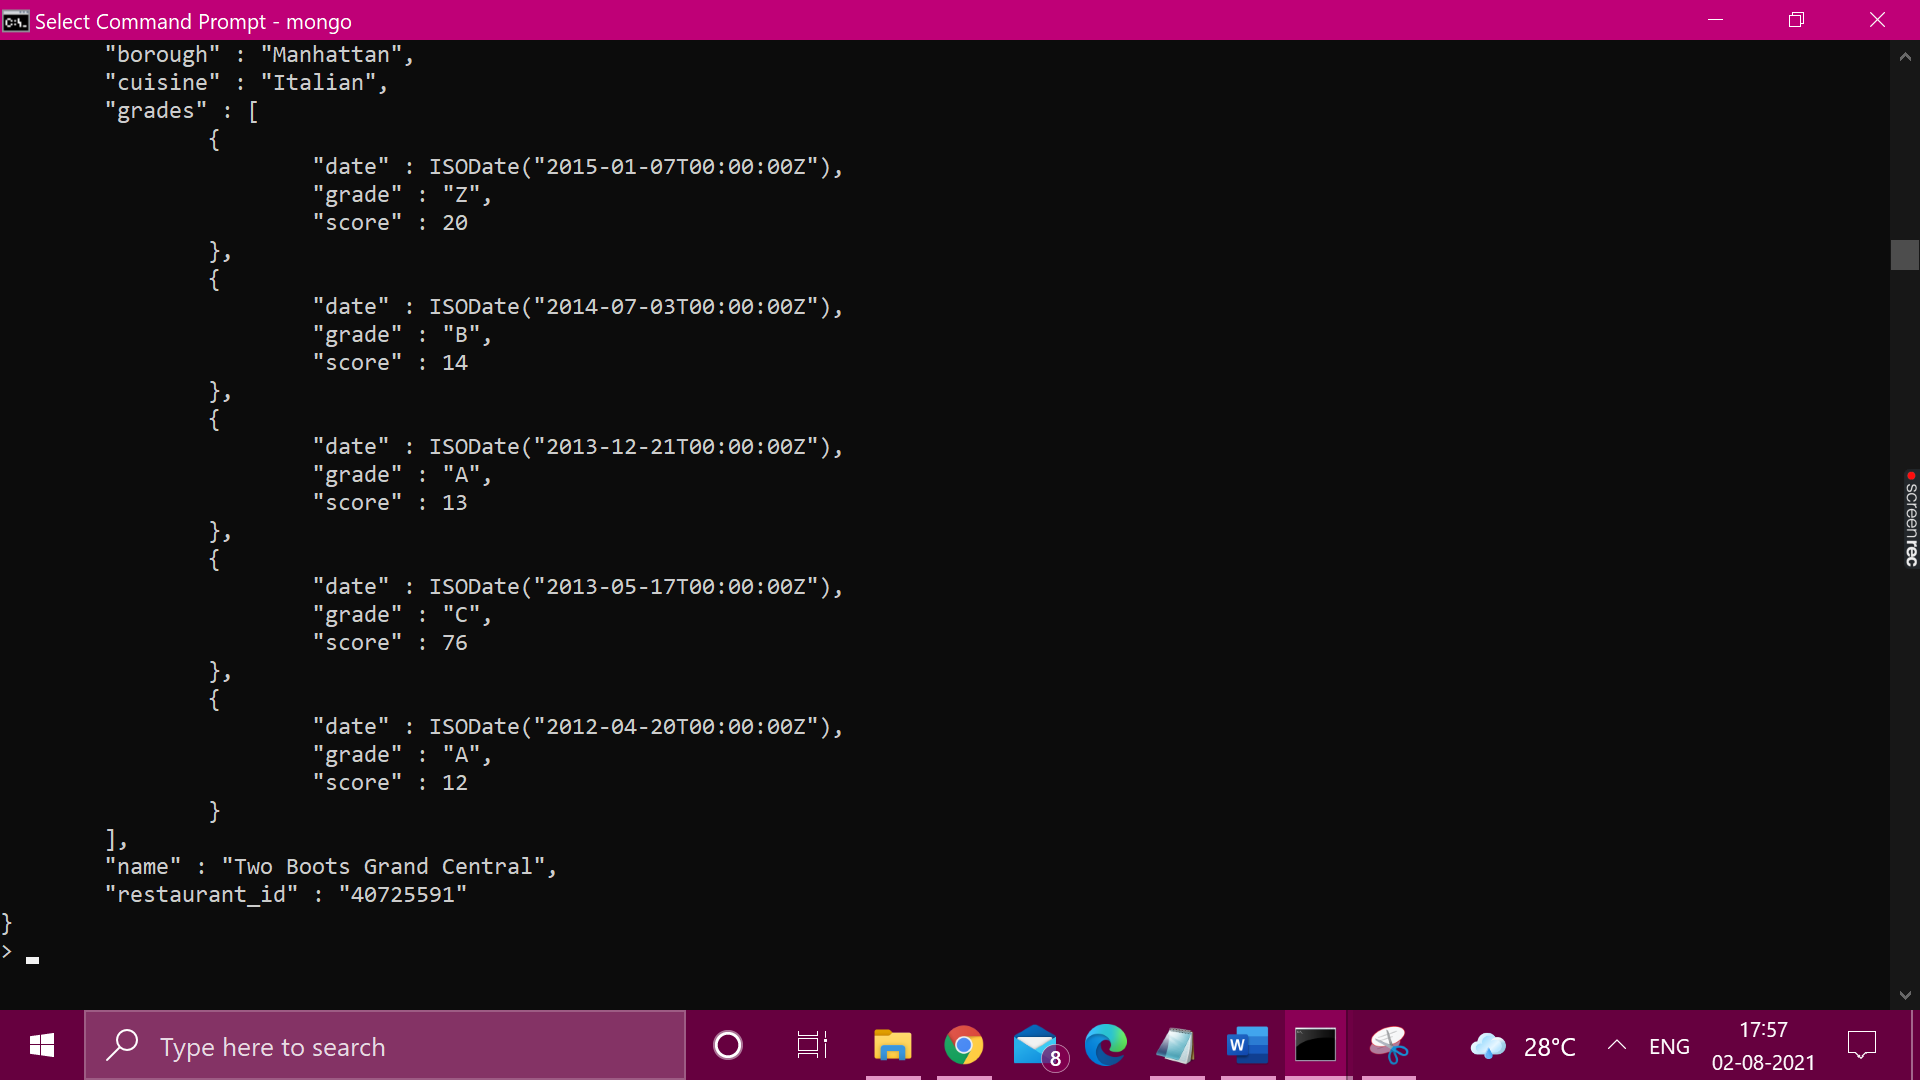 Select Command Prompt - mongo
"borough" : "Manhattan",
"cuisine" : "Italian",
"grades" : [
{
"date" : ISODate("2015-01-07T00:00:00Z"),
"grade" : "Z",
"score" : 20
},
{
"date" : ISODate("2014-07-03T00:00:00Z"),
"grade" : "B",
"score" : 14
},
{
"date" : ISODate("2013-12-21T00:00:00Z"),
"grade" : "A",
"score" : 13
},
{
"date" : ISODate("2013-05-17T00:00:00Z"),
"grade" : "C",
"score" : 76
},
{
"date" : ISODate("2012-04-20T00:00:00Z"),
"grade" : "A",
"score" : 12
}
],
"name" : "Two Boots Grand Central",
"restaurant_id" : "40725591"
}
>
screenrec
Type here to search
8
W
28°C
ENG
17:57
02-08-2021